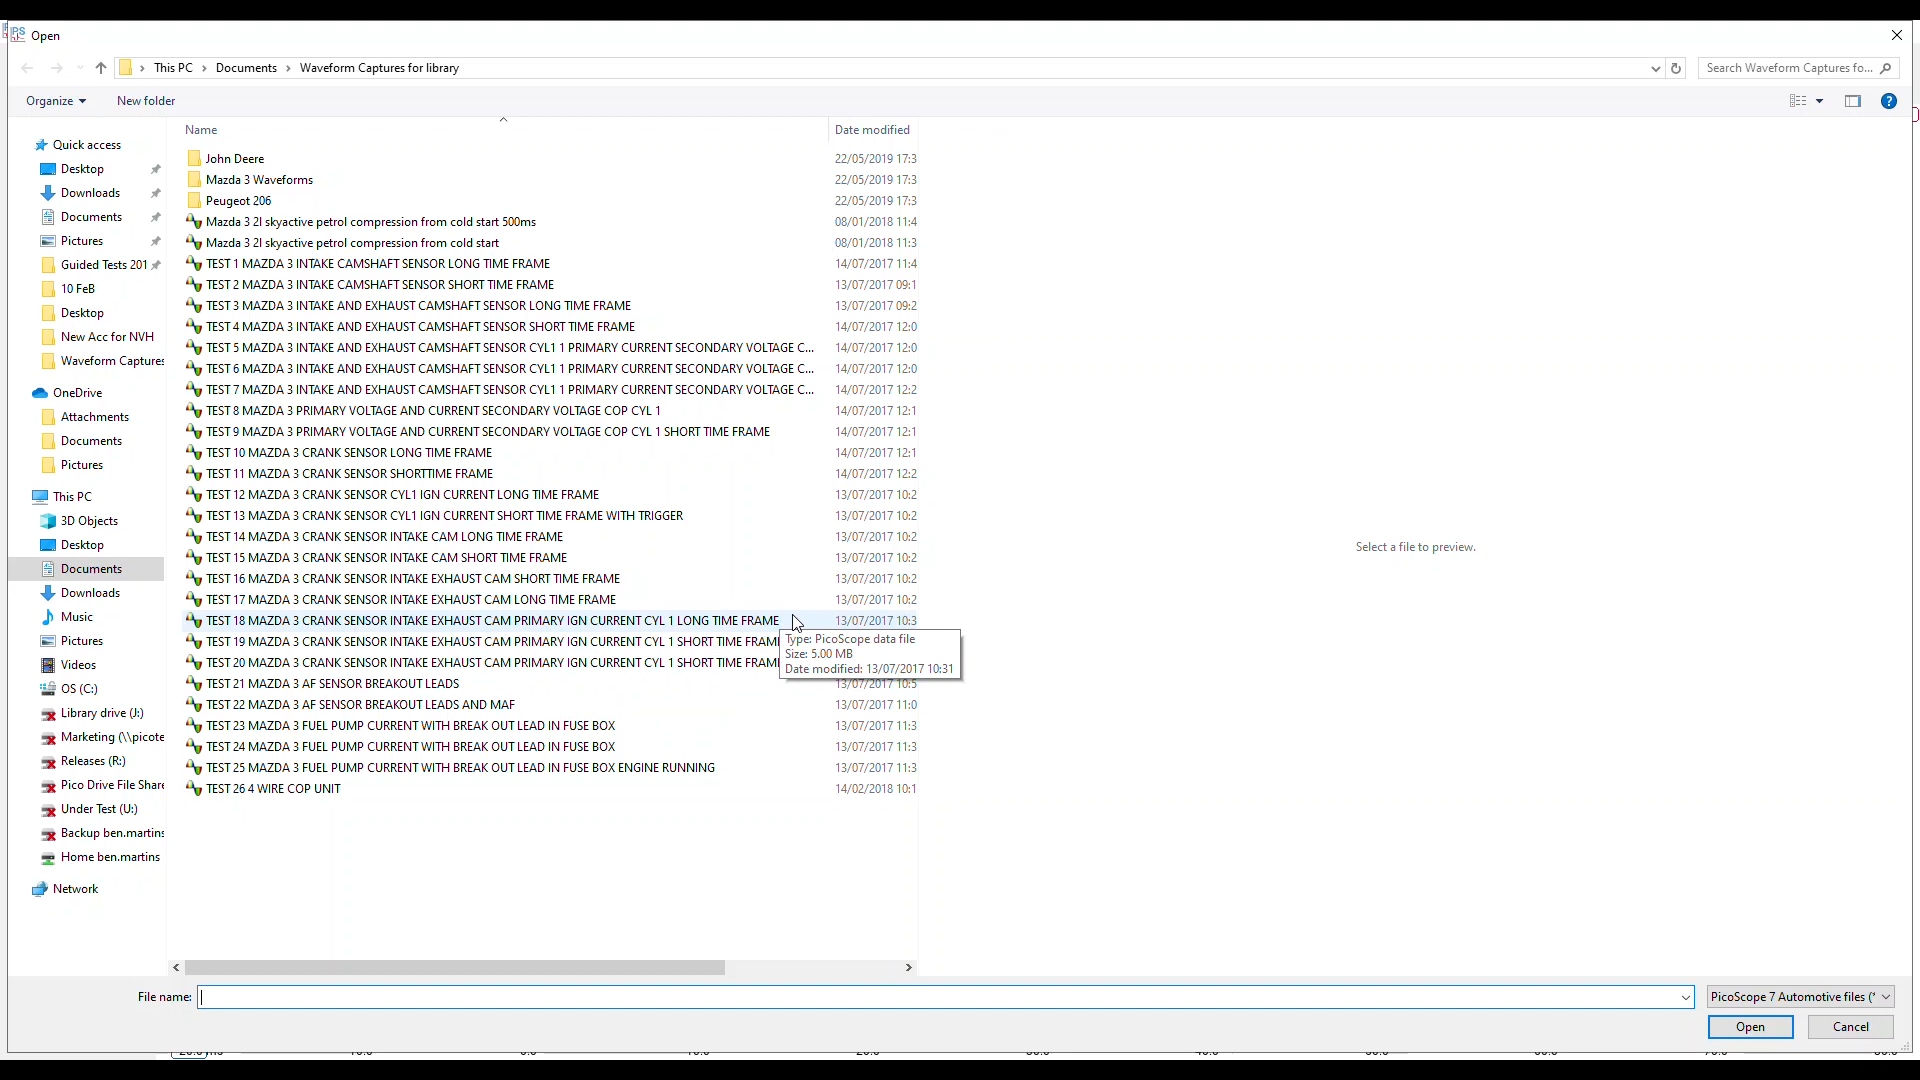 Open
This PC > Documents > Waveform Captures for library
Search Waveform Captures fo...
Organize
New folder
Name
Date modified
Quick access
Desktop
Downloads
Documents
Pictures
Guided Tests 201
10 FeB
Desktop
New Acc for NVH
Waveform Captures
OneDrive
Attachments
Documents
Pictures
This PC
3D Objects
Desktop
Documents
Downloads
Music
Pictures
Videos
OS (C:)
Library drive (J:)
Marketing (\\picote
Releases (R:)
Pico Drive File Share
Under Test (U:)
Backup ben.martins
Home ben.martins
Network
John Deere 22/05/2019 17:3
Mazda 3 Waveforms 22/05/2019 17:3
Peugeot 206 22/05/2019 17:3
Mazda 3 2l skyactive petrol compression from cold start 500ms 08/01/2018 11:4
Mazda 3 2l skyactive petrol compression from cold start 08/01/2018 11:3
TEST 1 MAZDA 3 INTAKE CAMSHAFT SENSOR LONG TIME FRAME 14/07/2017 11:4
TEST 2 MAZDA 3 INTAKE CAMSHAFT SENSOR SHORT TIME FRAME 13/07/2017 09:1
TEST 3 MAZDA 3 INTAKE AND EXHAUST CAMSHAFT SENSOR LONG TIME FRAME 13/07/2017 09:2
TEST 4 MAZDA 3 INTAKE AND EXHAUST CAMSHAFT SENSOR SHORT TIME FRAME 14/07/2017 12:0
TEST 5 MAZDA 3 INTAKE AND EXHAUST CAMSHAFT SENSOR CYL1 1 PRIMARY CURRENT SECONDARY VOLTAGE C... 14/07/2017 12:0
TEST 6 MAZDA 3 INTAKE AND EXHAUST CAMSHAFT SENSOR CYL1 1 PRIMARY CURRENT SECONDARY VOLTAGE C... 14/07/2017 12:0
TEST 7 MAZDA 3 INTAKE AND EXHAUST CAMSHAFT SENSOR CYL1 1 PRIMARY CURRENT SECONDARY VOLTAGE C... 14/07/2017 12:2
TEST 8 MAZDA 3 PRIMARY VOLTAGE AND CURRENT SECONDARY VOLTAGE COP CYL 1 14/07/2017 12:1
TEST 9 MAZDA 3 PRIMARY VOLTAGE AND CURRENT SECONDARY VOLTAGE COP CYL 1 SHORT TIME FRAME 14/07/2017 12:1
TEST 10 MAZDA 3 CRANK SENSOR LONG TIME FRAME 14/07/2017 12:1
TEST 11 MAZDA 3 CRANK SENSOR SHORTTIME FRAME 14/07/2017 12:2
TEST 12 MAZDA 3 CRANK SENSOR CYL1 IGN CURRENT LONG TIME FRAME 13/07/2017 10:2
TEST 13 MAZDA 3 CRANK SENSOR CYL1 IGN CURRENT SHORT TIME FRAME WITH TRIGGER 13/07/2017 10:2
TEST 14 MAZDA 3 CRANK SENSOR INTAKE CAM LONG TIME FRAME 13/07/2017 10:2
TEST 15 MAZDA 3 CRANK SENSOR INTAKE CAM SHORT TIME FRAME 13/07/2017 10:2
TEST 16 MAZDA 3 CRANK SENSOR INTAKE EXHAUST CAM SHORT TIME FRAME 13/07/2017 10:2
TEST 17 MAZDA 3 CRANK SENSOR INTAKE EXHAUST CAM LONG TIME FRAME 13/07/2017 10:2
TEST 18 MAZDA 3 CRANK SENSOR INTAKE EXHAUST CAM PRIMARY IGN CURRENT CYL 1 LONG TIME FRAME 13/07/2017 10:3
TEST 19 MAZDA 3 CRANK SENSOR INTAKE EXHAUST CAM PRIMARY IGN CURRENT CYL 1 SHORT TIME FRAM
TEST 20 MAZDA 3 CRANK SENSOR INTAKE EXHAUST CAM PRIMARY IGN CURRENT CYL 1 SHORT TIME FRAM
Type: PicoScope data file
Size: 5.00 MB
Date modified: 13/07/2017 10:31
TEST 21 MAZDA 3 AF SENSOR BREAKOUT LEADS 13/07/2017 10:5
TEST 22 MAZDA 3 AF SENSOR BREAKOUT LEADS AND MAF 13/07/2017 11:0
TEST 23 MAZDA 3 FUEL PUMP CURRENT WITH BREAK OUT LEAD IN FUSE BOX 13/07/2017 11:3
TEST 24 MAZDA 3 FUEL PUMP CURRENT WITH BREAK OUT LEAD IN FUSE BOX 13/07/2017 11:3
TEST 25 MAZDA 3 FUEL PUMP CURRENT WITH BREAK OUT LEAD IN FUSE BOX ENGINE RUNNING 13/07/2017 11:3
TEST 26 4 WIRE COP UNIT 14/02/2018 10:1
Select a file to preview.
File name:
PicoScope 7 Automotive files (*
Open
Cancel